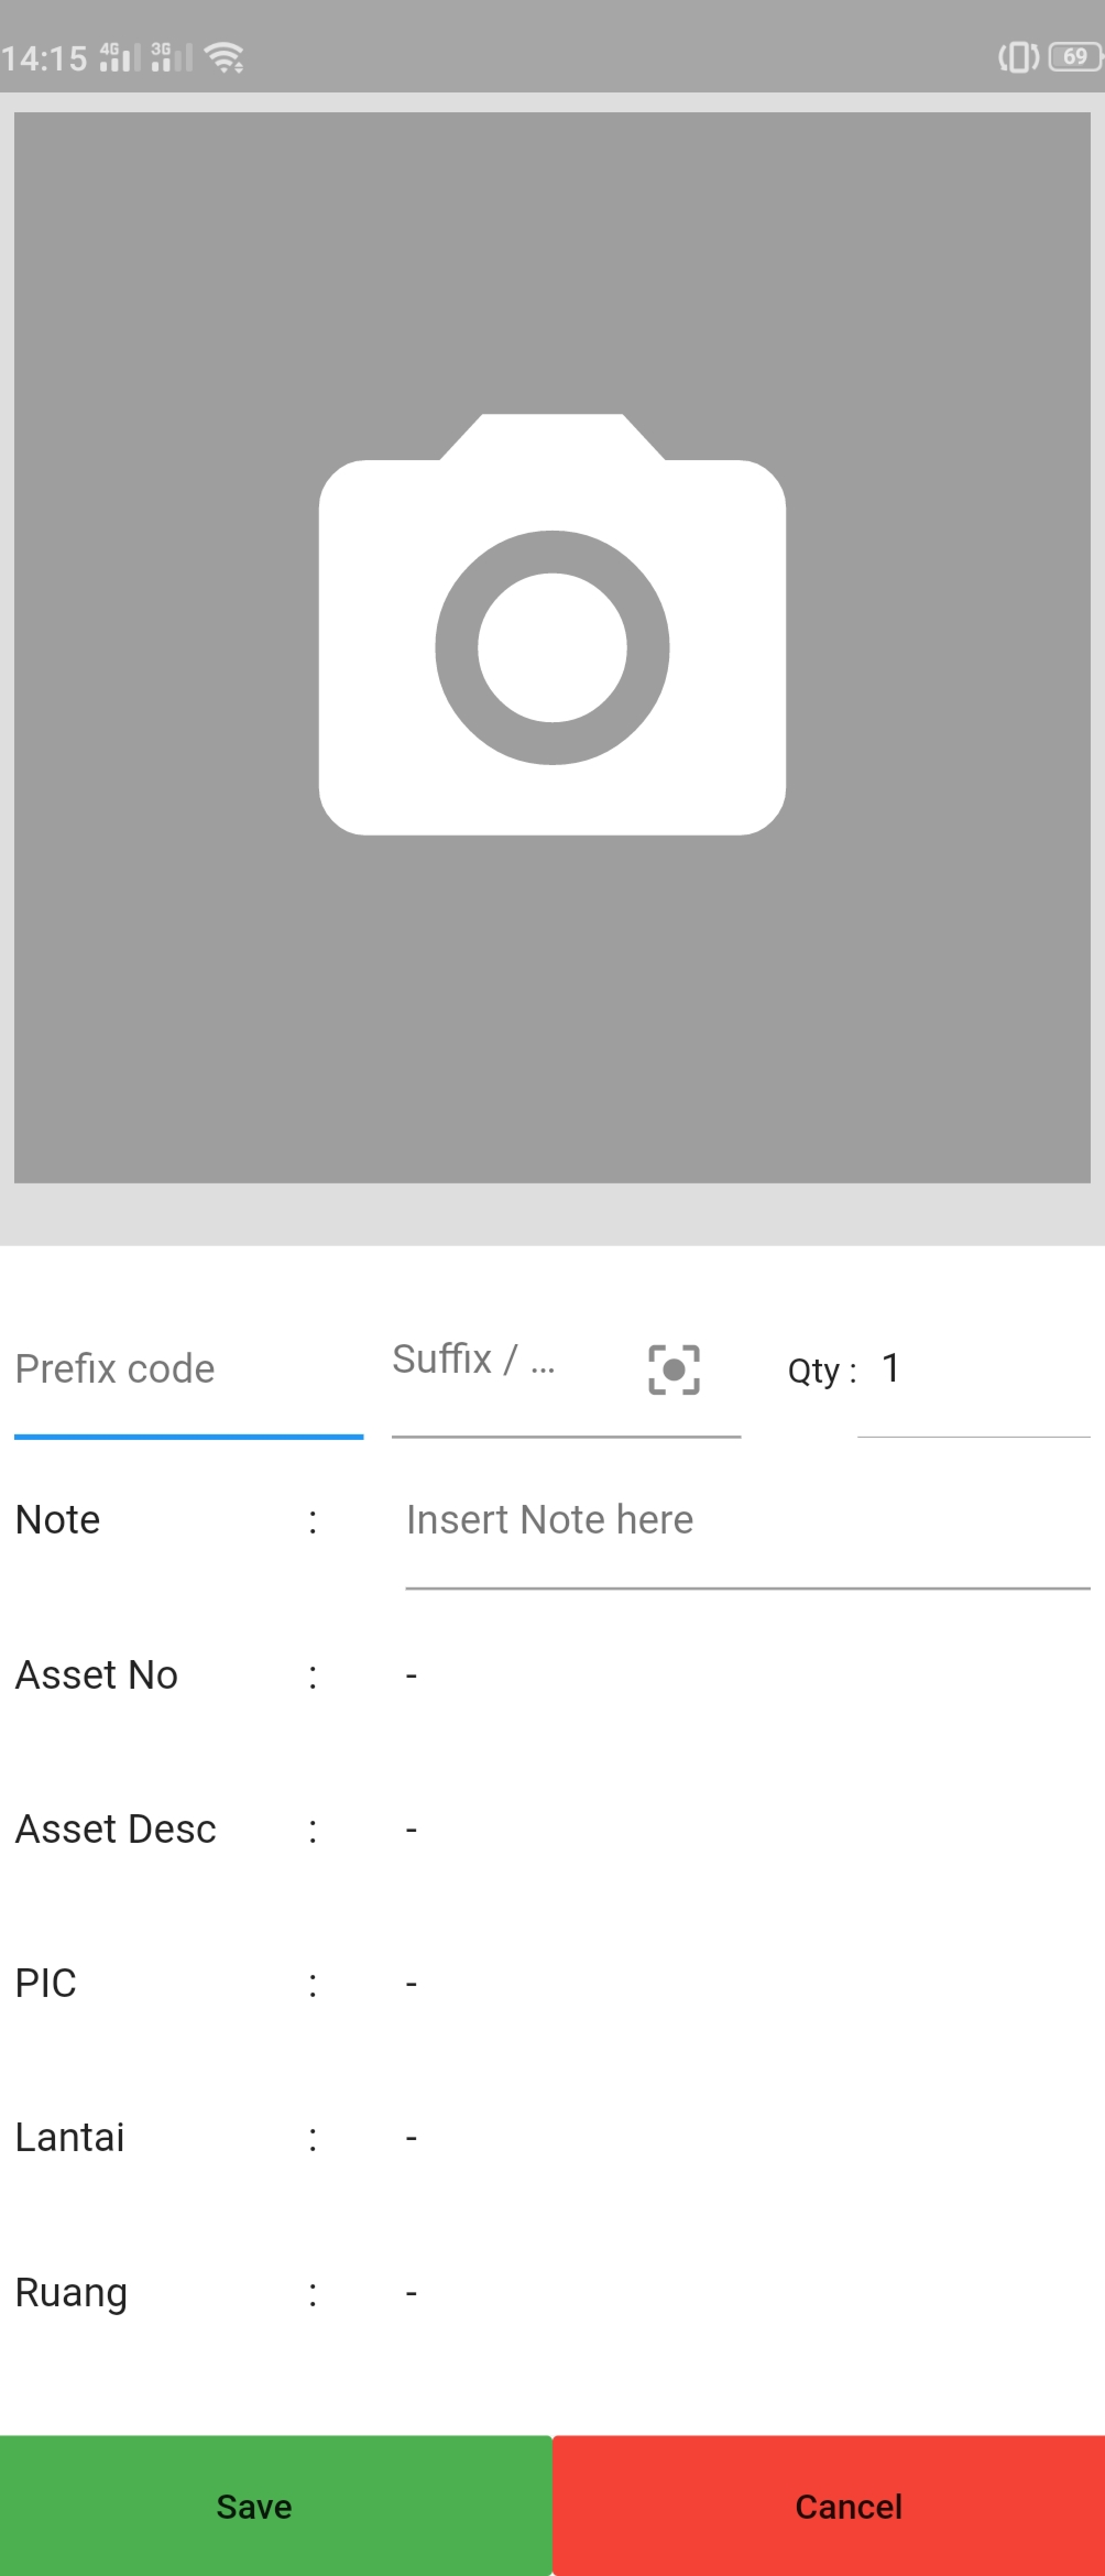 14:15 4G 3G 69
Prefix code Suffix / ... Qty : 1
Note : Insert Note here
Asset No : -
Asset Desc : -
PIC : -
Lantai : -
Ruang : -
Save Cancel